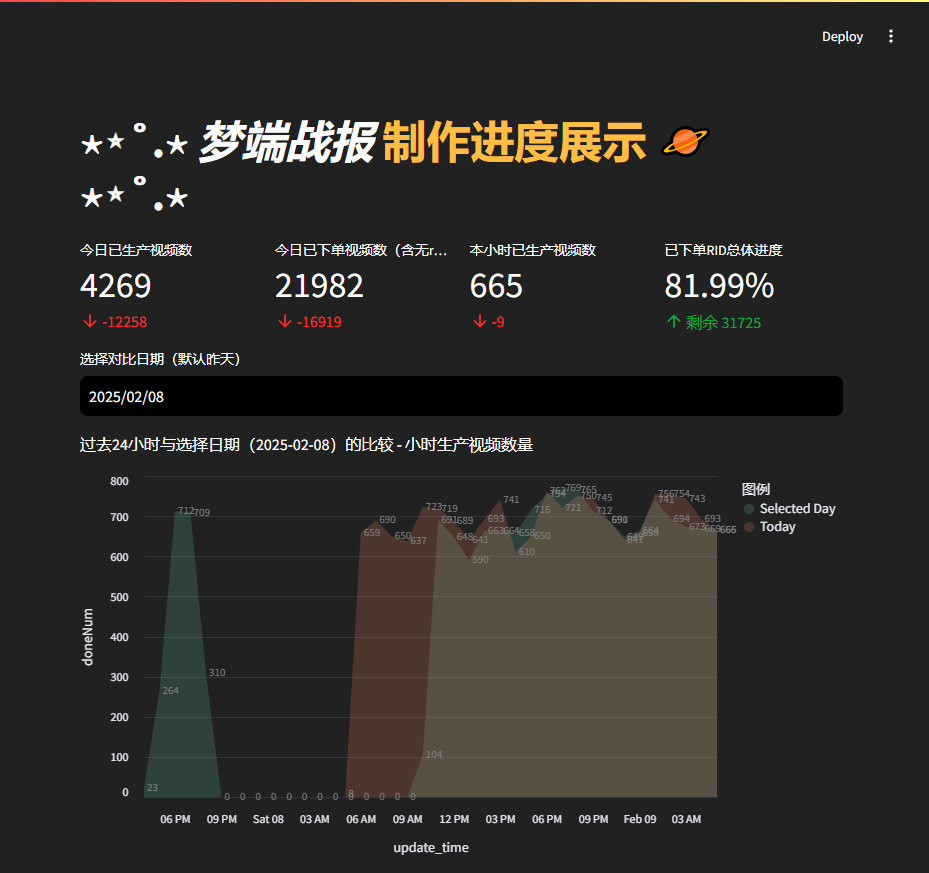 Deploy
⋆⋆˚.⋆ 梦端战报 制作进度展示 🪐
⋆⋆˚.⋆
今日已生产视频数 今日已下单视频数（含无r… 本小时已生产视频数 已下单RID总体进度
4269 21982 665 81.99%
↓ -12258 ↓ -16919 ↓ -9 ↑ 剩余 31725
选择对比日期（默认昨天）
2025/02/08
过去24小时与选择日期（2025-02-08）的比较 - 小时生产视频数量
图例
Selected Day
Today
doneNum
800
700
600
500
400
300
200
100
0
23 264 712 709 310
0 0 0 0 0 0 0 0 8 0 0 0 0 0
659 690 650 637 723 719
104 691 689 648 641 590 693 663 741 664 658 610
716 650 762 769 765 721 750 745 712
664 741 754 743 694 673 693 669 666
06 PM 09 PM Sat 08 03 AM 06 AM 09 AM 12 PM 03 PM 06 PM 09 PM Feb 09 03 AM
update_time